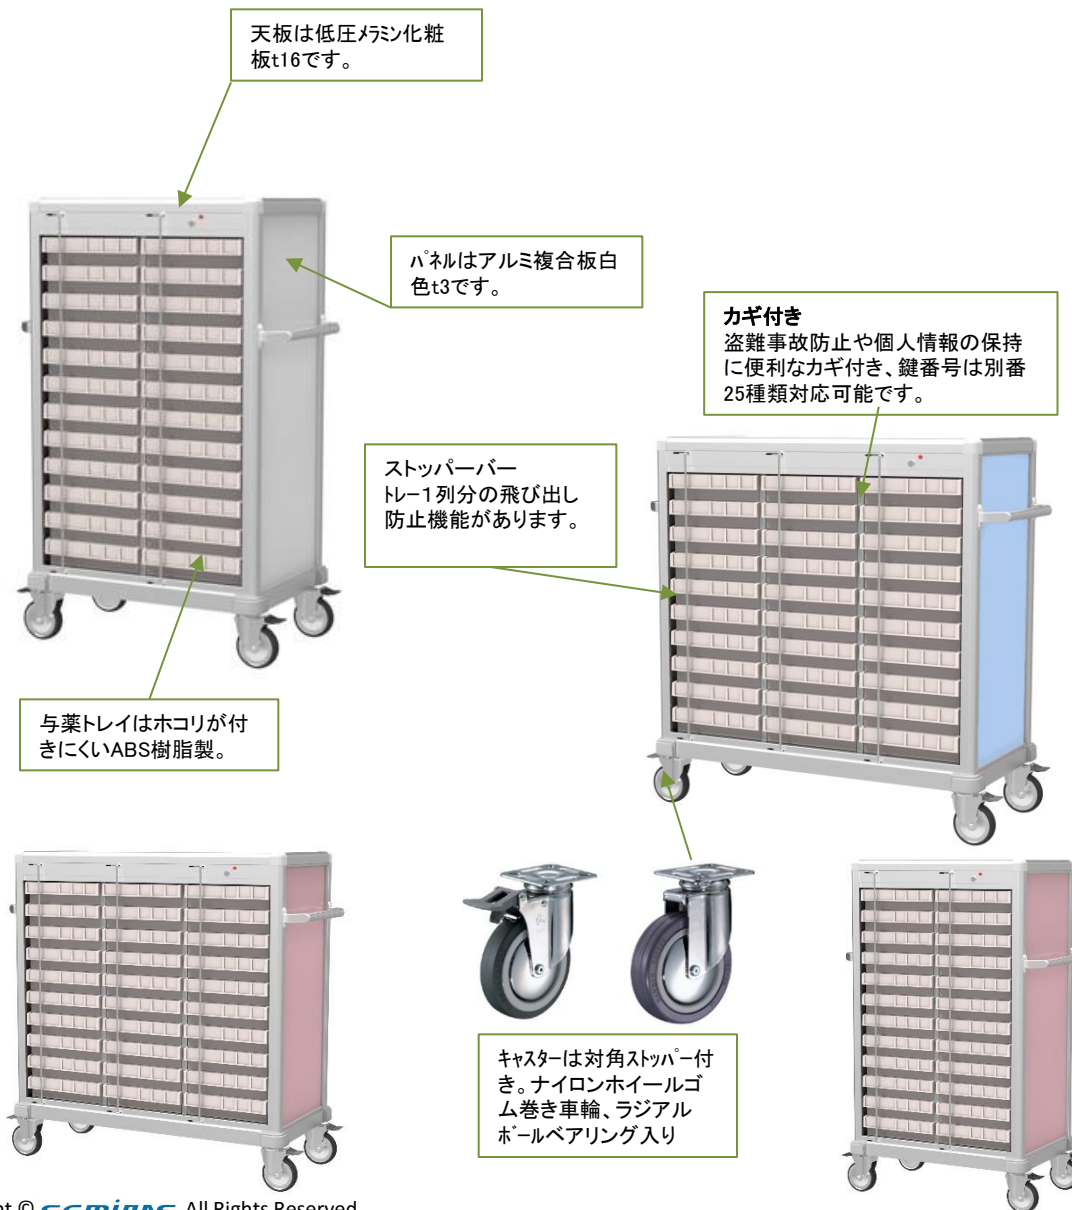 天板は低圧ﾒﾗﾐﾝ化粧
板t16です。
ﾊﾟﾈﾙはアルミ複合板白
色t3です。
カギ付き
盗難事故防止や個人情報の保持
に便利なカギ付き、鍵番号は別番
25種類対応可能です。
ストッパーバー
ﾄﾚｰ１列分の飛び出し
防止機能があります。
与薬トレイはホコリが付
きにくいABS樹脂製。
ｷｬｽﾀｰは対角ｽﾄｯﾊﾟｰ付
き。ナイロンホイールゴ
ム巻き車輪、ラジアル
ﾎﾞｰルベアリング入り
©
All Rights Reserved